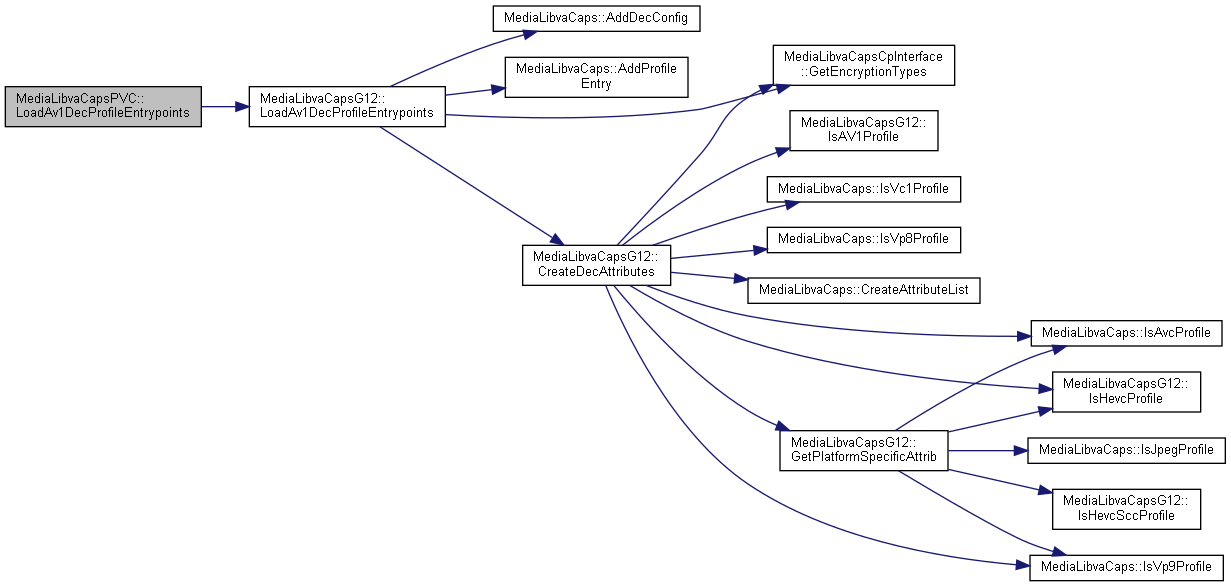 MediaLibvaCaps::AddDecConfig
MediaLibvaCapsCpInterface
::GetEncryptionTypes
MediaLibvaCaps::AddProfile
Entry
MediaLibvaCapsPVC::
LoadAv1DecProfileEntrypoints
MediaLibvaCapsG12::
LoadAv1DecProfileEntrypoints
MediaLibvaCapsG12::
IsAV1Profile
MediaLibvaCaps::IsVc1Profile
MediaLibvaCaps::IsVp8Profile
MediaLibvaCapsG12::
CreateDecAttributes
MediaLibvaCaps::CreateAttributeList
MediaLibvaCaps::IsAvcProfile
MediaLibvaCapsG12::
IsHevcProfile
MediaLibvaCapsG12::
GetPlatformSpecificAttrib
MediaLibvaCaps::IsJpegProfile
MediaLibvaCapsG12::
IsHevcSccProfile
MediaLibvaCaps::IsVp9Profile